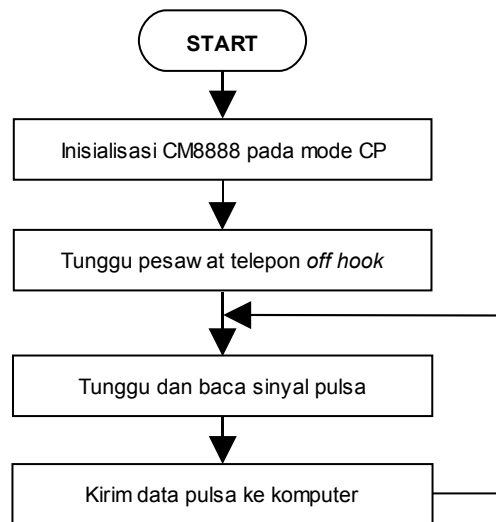 START
Inisialisasi CM8888 pada mode CP
Tunggu pesawat telepon off hook
Tunggu dan baca sinyal pulsa
Kirim data pulsa ke komputer